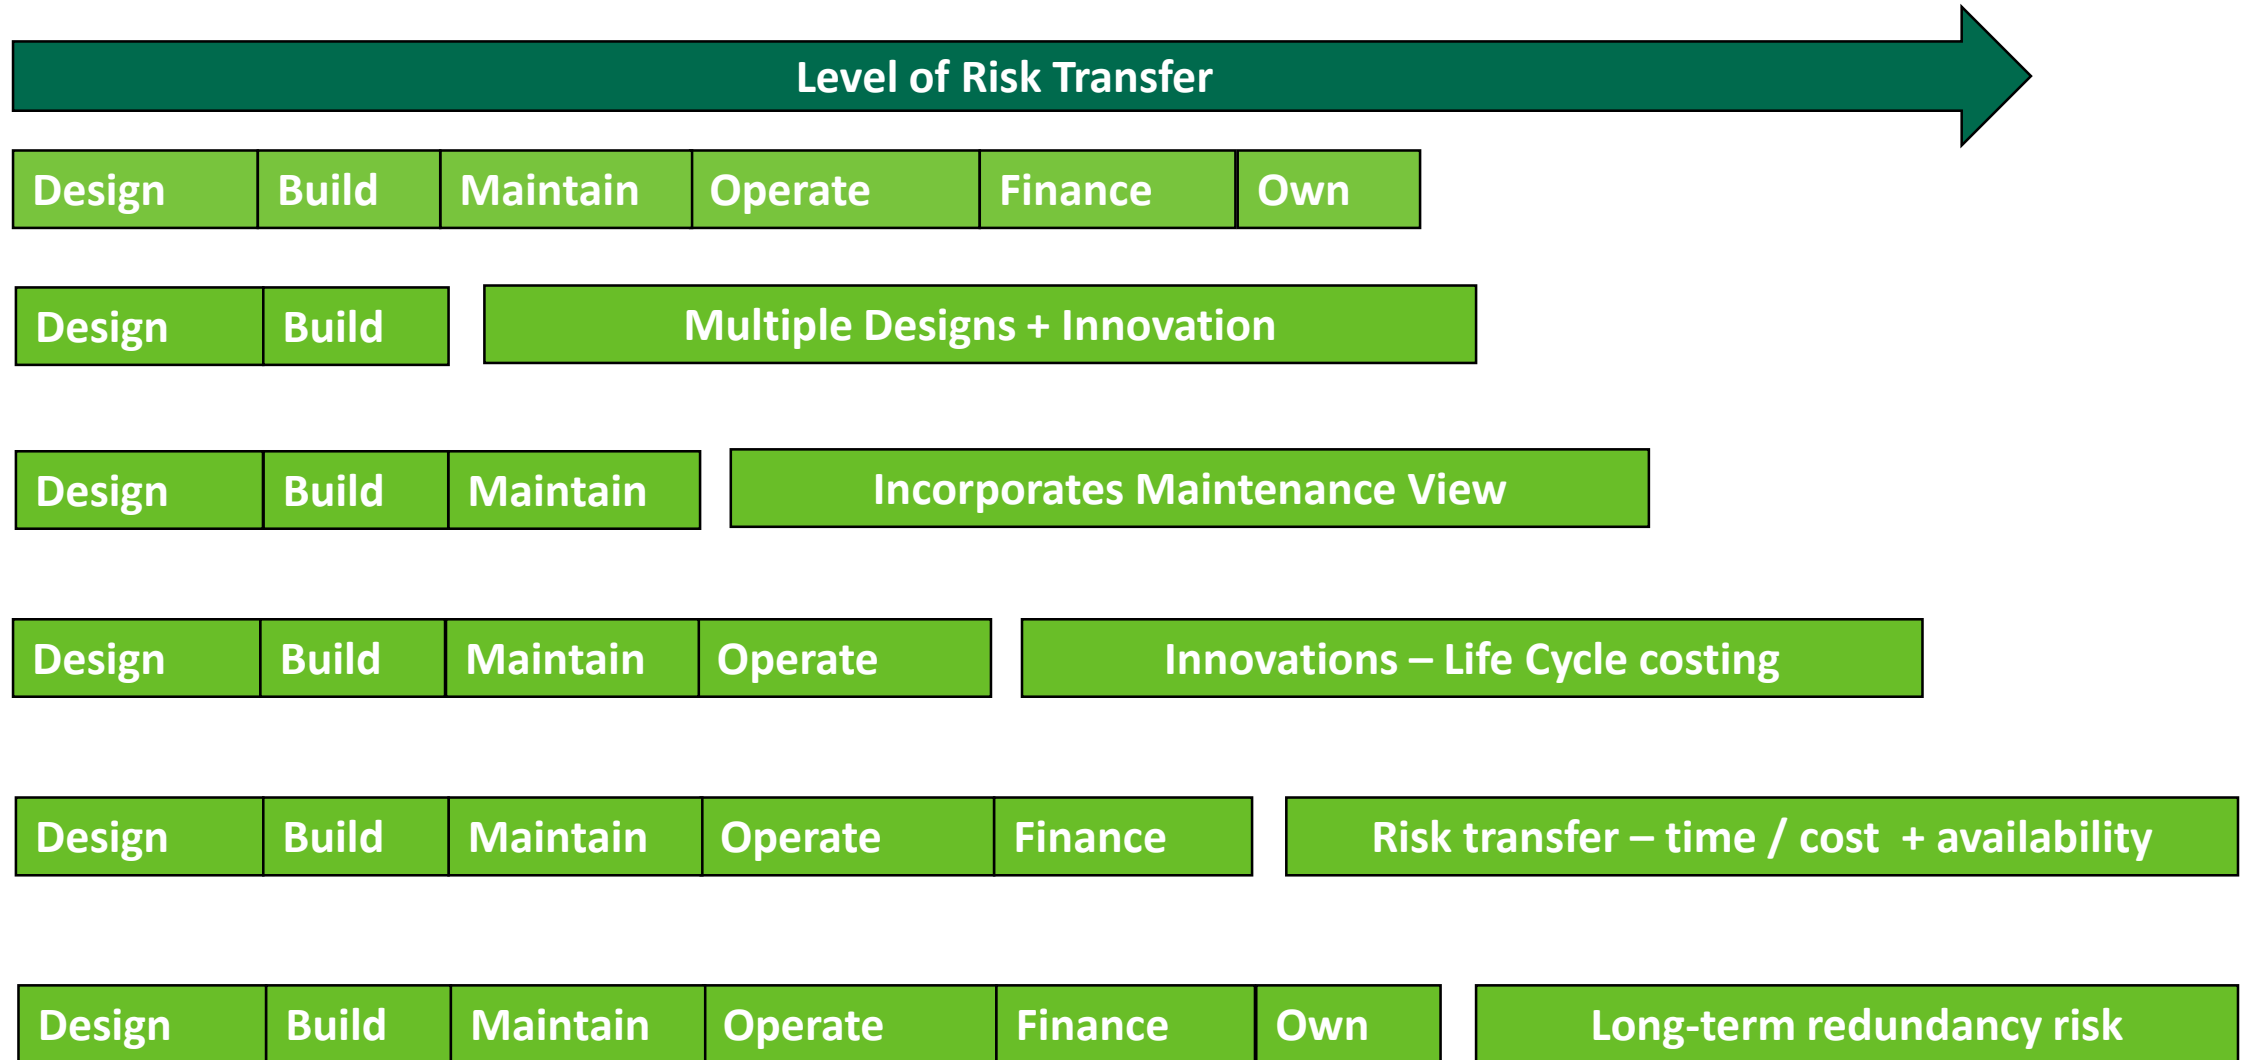 Level of Risk Transfer
Design Build Maintain Operate Finance Own
Design Build Multiple Designs + Innovation
Design Build Maintain Incorporates Maintenance View
Design Build Maintain Operate Innovations – Life Cycle costing
Design Build Maintain Operate Finance Risk transfer – time / cost + availability
Design Build Maintain Operate Finance Own Long-term redundancy risk